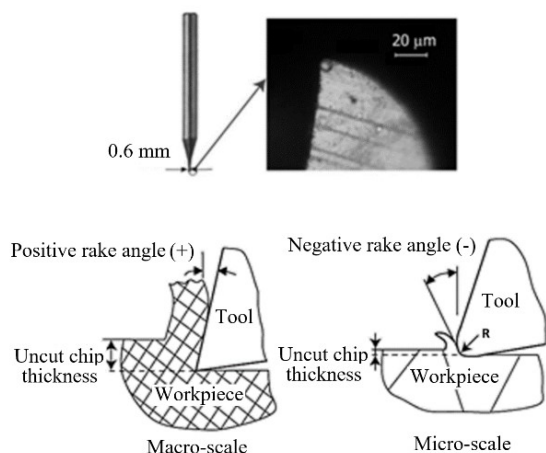 20 μm
0.6 mm
Positive rake angle (+)
Negative rake angle (-)
Tool
Tool
R
Uncut chip
thickness
Uncut chip
thickness
Workpiece
Workpiece
Macro-scale
Micro-scale